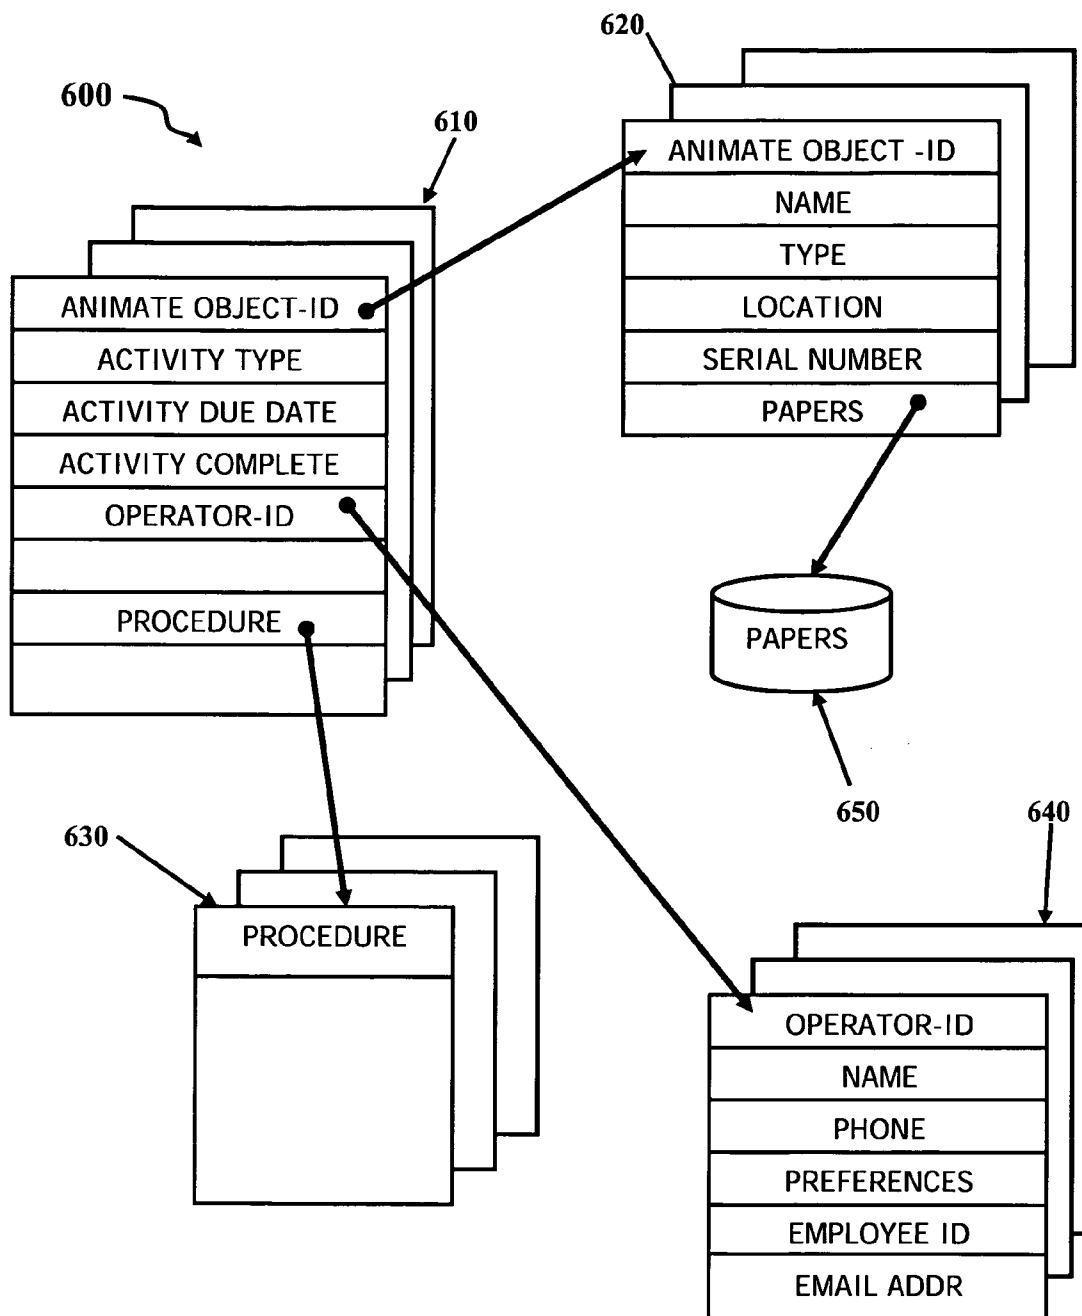 600
610
ANIMATE OBJECT-ID
ACTIVITY TYPE
ACTIVITY DUE DATE
ACTIVITY COMPLETE
OPERATOR-ID
PROCEDURE
620
ANIMATE OBJECT -ID
NAME
TYPE
LOCATION
SERIAL NUMBER
PAPERS
PAPERS
650
630
PROCEDURE
640
OPERATOR-ID
NAME
PHONE
PREFERENCES
EMPLOYEE ID
EMAIL ADDR